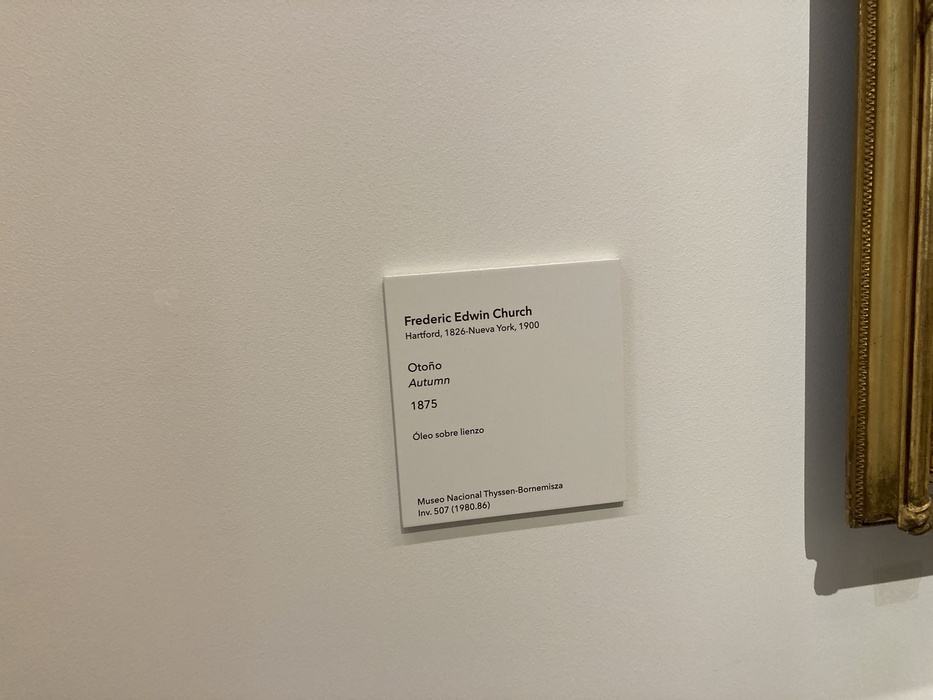 Frederic Edwin Church
Hartford, 1826-Nueva York, 1900
Otoño
Autumn
1875
Óleo sobre lienzo
Museo Nacional Thyssen-Bornemisza
Inv. 507 (1980.86)